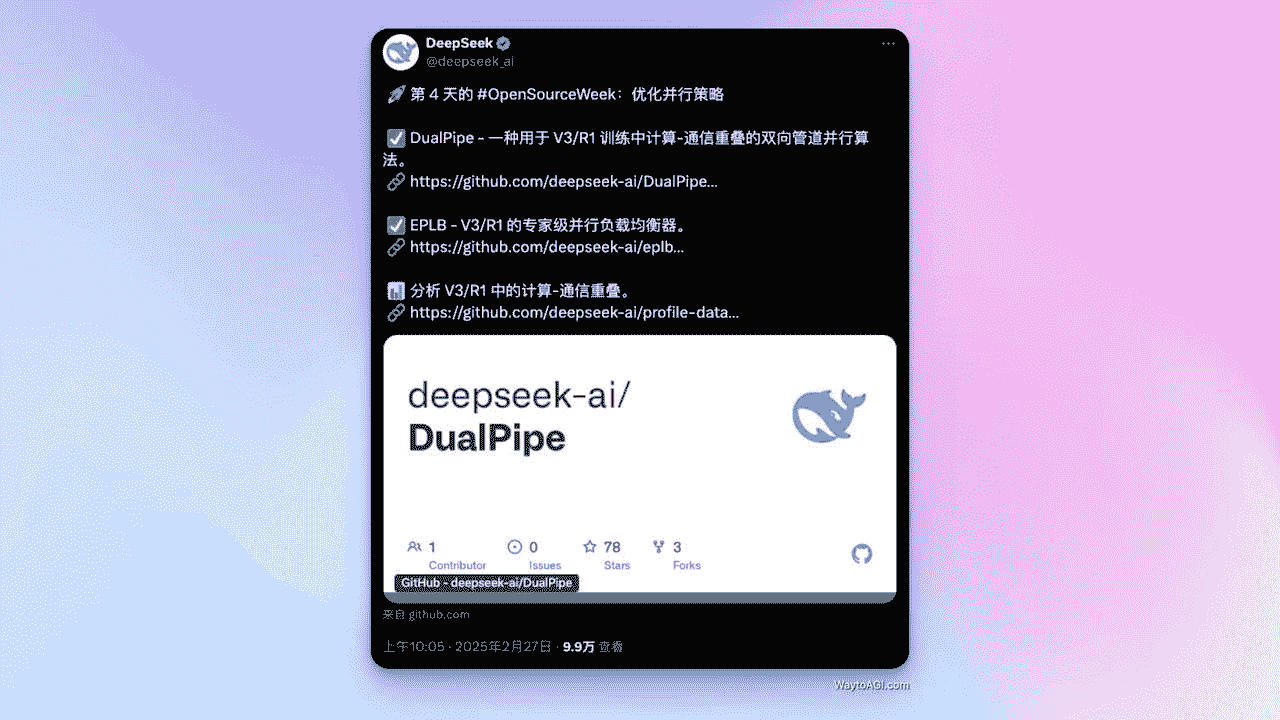 DeepSeek
@deepseek_ai
🚀 第 4 天的 #OpenSourceWeek：优化并行策略
☑️ DualPipe - 一种用于 V3/R1 训练中计算-通信重叠的双向管道并行算
法。
🔗 https://github.com/deepseek-ai/DualPipe…
☑️ EPLB - V3/R1 的专家级并行负载均衡器。
🔗 https://github.com/deepseek-ai/eplb…
📊 分析 V3/R1 中的计算-通信重叠。
🔗 https://github.com/deepseek-ai/profile-data…
deepseek-ai/
DualPipe
1 0 78 3
Contributor Issues Stars Forks
GitHub - deepseek-ai/DualPipe
来自 github.com
上午10:05 · 2025年2月27日 · 9.9万 查看
WaytoAGI.com